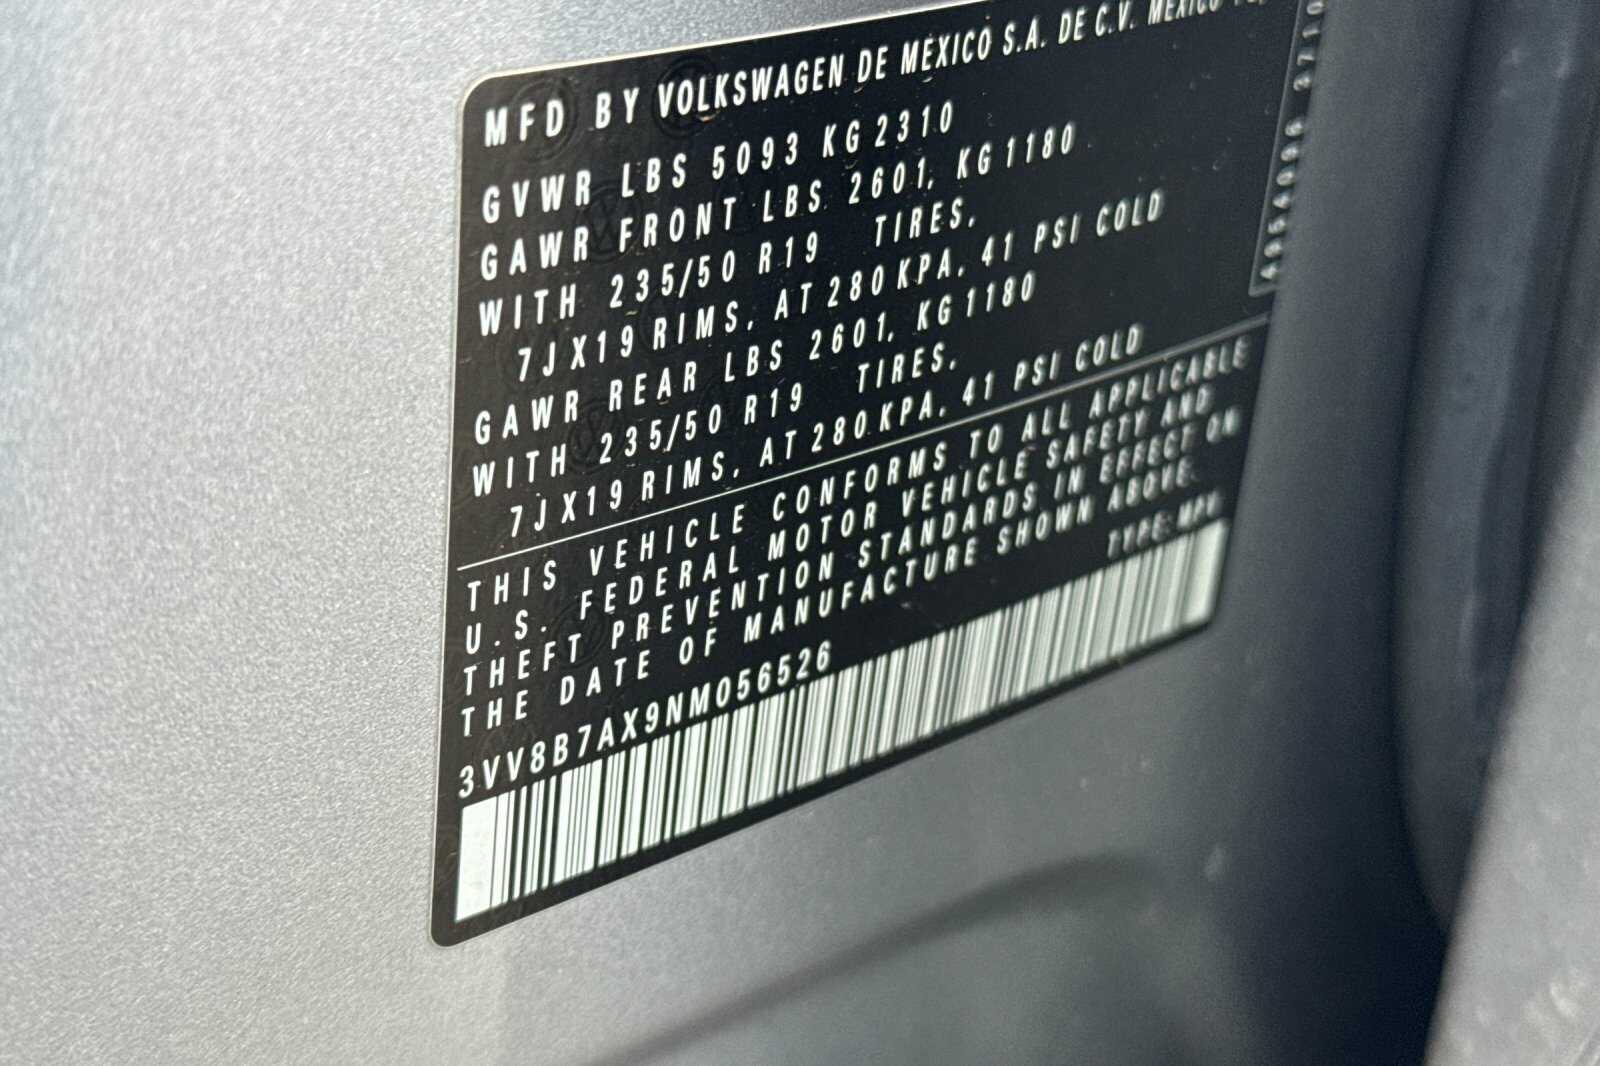 MFD BY VOLKSWAGEN DE MEXICO S.A. DE C.V. MEXICO
GVWR LBS 5093 KG 2310
GAWR FRONT LBS 2601, KG 1180
WITH 235/50 R19 TIRES,
7J X19 RIMS, AT 280 KPA, 41 PSI COLD
GAWR REAR LBS 2601, KG 1180
WITH 235/50 R19 TIRES,
7J X19 RIMS, AT 280 KPA, 41 PSI COLD
THIS VEHICLE CONFORMS TO ALL APPLICABLE
U.S. FEDERAL MOTOR VEHICLE SAFETY AND
THEFT PREVENTION STANDARDS IN EFFECT ON
THE DATE OF MANUFACTURE SHOWN ABOVE.
TYPE: MPV
3VV8B7AX9NM056526